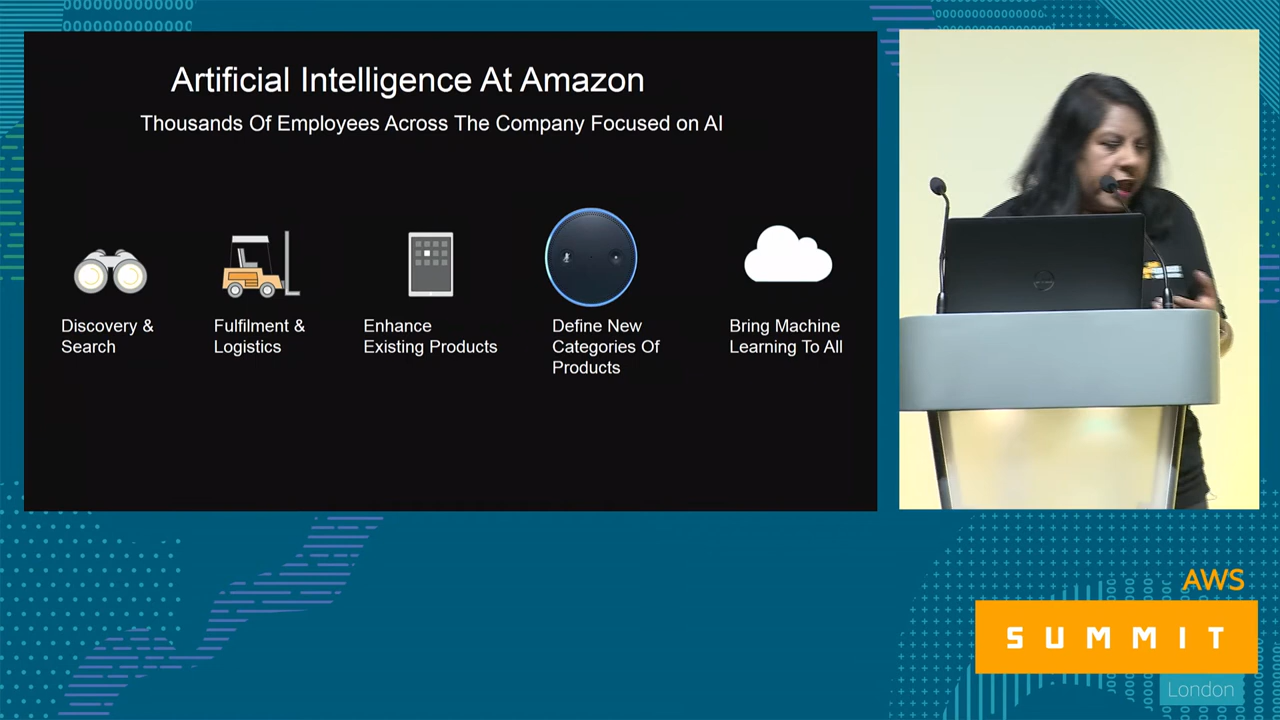 Artificial Intelligence At Amazon
Thousands Of Employees Across The Company Focused on AI
Discovery &
Search
Fulfilment &
Logistics
Enhance
Existing Products
Define New
Categories Of
Products
Bring Machine
Learning To All
AWS
SUMMIT
London